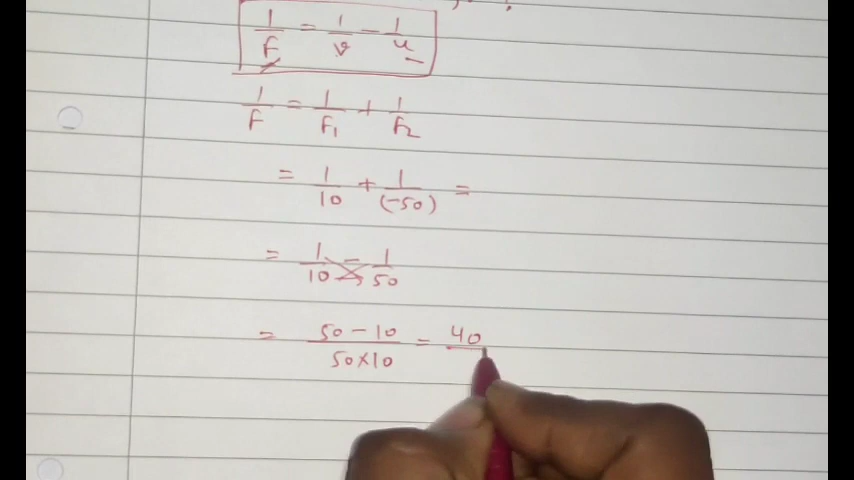 1/F = 1/v - 1/u
1/F = 1/F₁ + 1/F₂
= 1/10 + 1/(-50) =
= 1/10 - 1/50
= 50-10/50×10 = 40